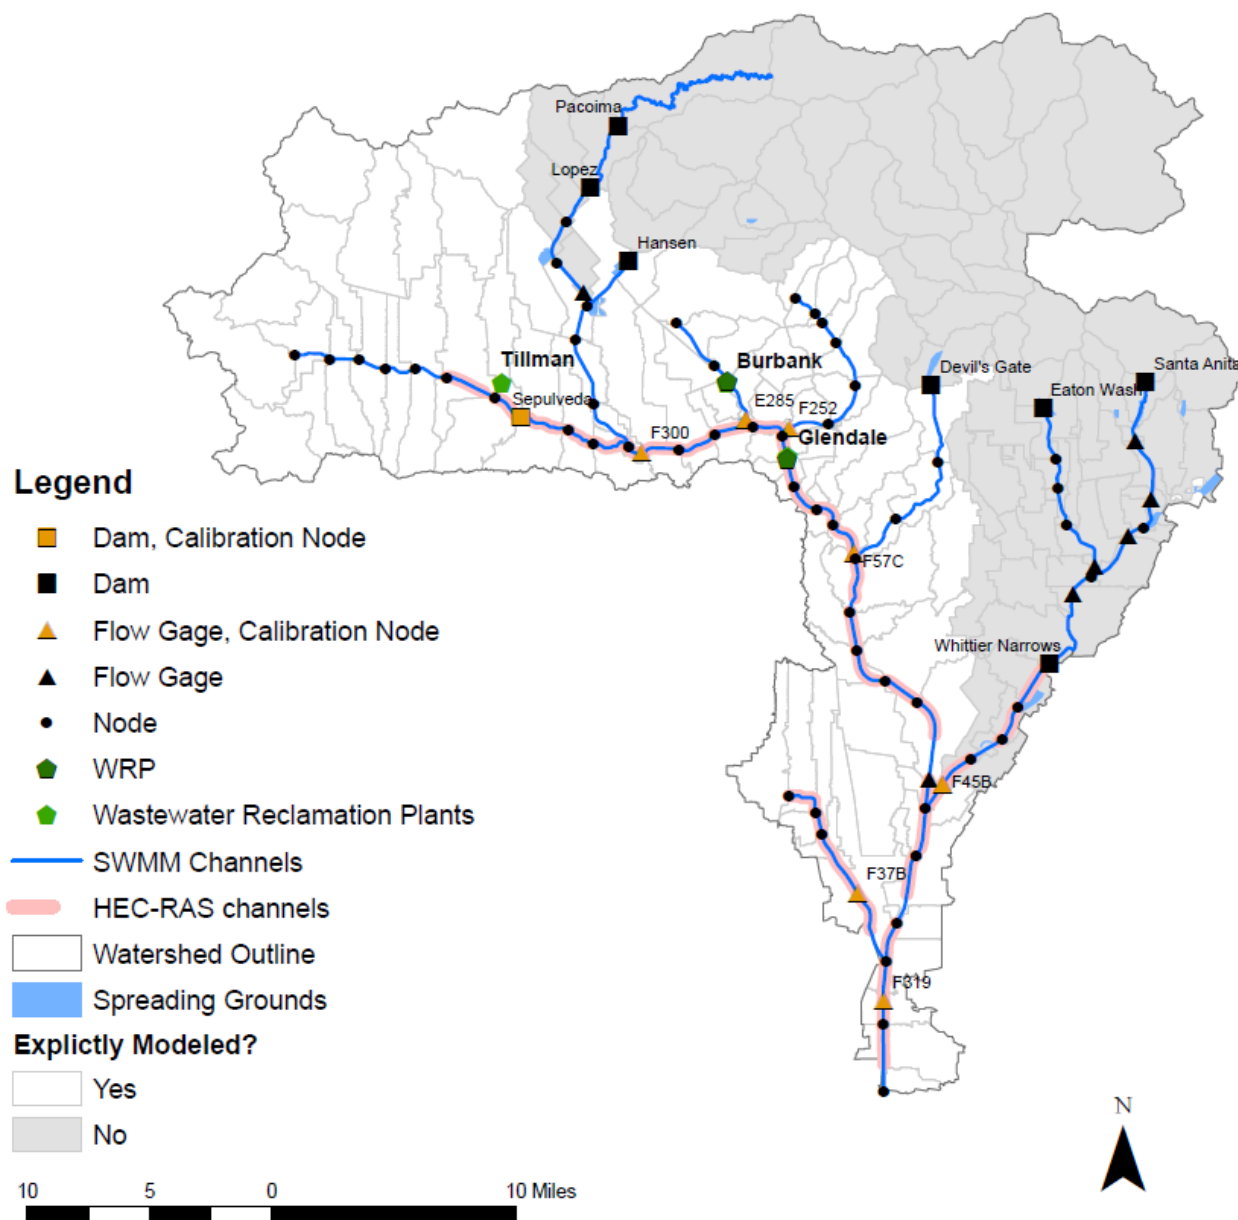 Pacoima
Lopez
Hansen
Tillman
Burbank
Devil's Gate
Santa Anita
Eaton Wash
Sepulveda
E285
F252
F300
Glendale
F57C
Whittier Narrows
F45B
F37B
F319
Legend
Dam, Calibration Node
Dam
Flow Gage, Calibration Node
Flow Gage
Node
WRP
Wastewater Reclamation Plants
SWMM Channels
HEC-RAS channels
Watershed Outline
Spreading Grounds
Explictly Modeled?
Yes
No
N
10 5 0 10 Miles